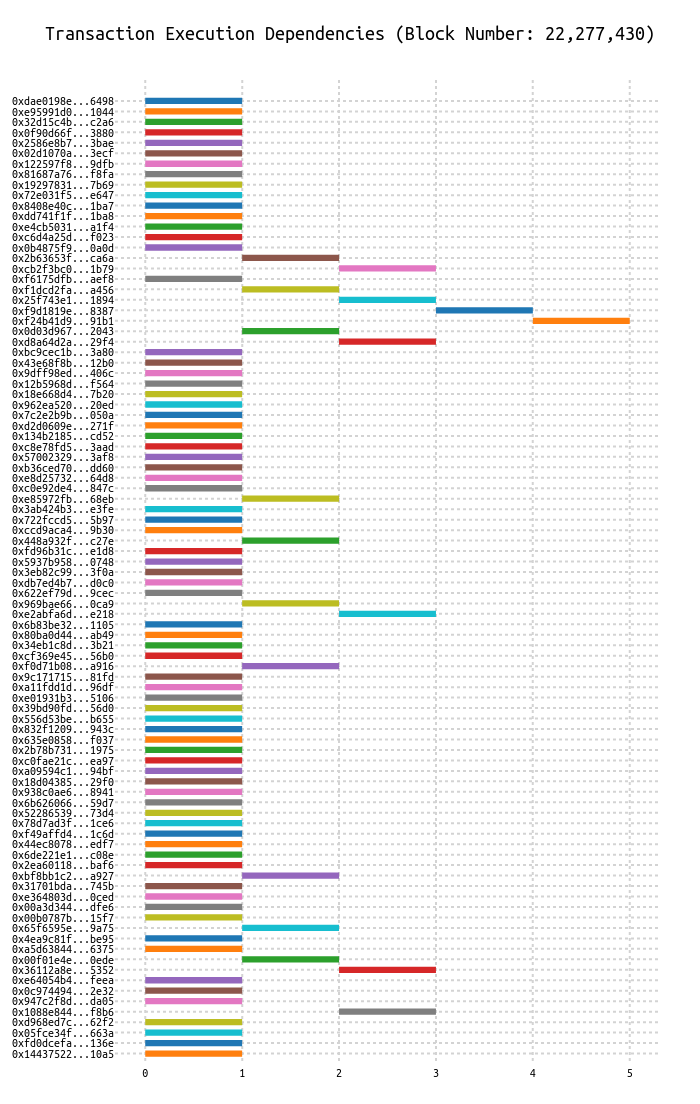 Transaction Execution Dependencies (Block Number: 22,277,430)
0xdae0198e...6498
0xe95991d0...1044
0x32d15c4b...c2a6
0x0f90d66f...3880
0x2586e8b7...3bae
0x02d1070a...3ecf
0x122597f8...9dfb
0x81687a76...f8fa
0x19297831...7b69
0x72e031f5...e647
0x8408e40c...1ba7
0xdd741f1f...1ba8
0xe4cb5031...a1f4
0xc6d4a25d...f023
0x0b4875f9...0a0d
0x2b63653f...ca6a
0xcb2f3bc0...1b79
0xf6175dfb...aef8
0xf1dcd2fa...a456
0x25f743e1...1894
0xf9d1819e...8387
0xf24b41d9...91b1
0x0d03d967...2043
0xd8a64d2a...29f4
0xbc9cec1b...3a80
0x43e68f8b...12b0
0x9dff98ed...406c
0x12b5968d...f564
0x18e668d4...7b20
0x962ea520...20ed
0x7c2e2b9b...050a
0xd2d0609e...271f
0x134b2185...cd52
0xc8e78fd5...3aad
0x57002329...3af8
0xb36ced70...dd60
0xe8d25732...64d8
0xc0e92de4...847c
0xe85972fb...68eb
0x3ab424b3...e3fe
0x722fccd5...5b97
0xccd9aca4...9b30
0x448a932f...c27e
0xfd96b31c...e1d8
0x5937b958...0748
0x3eb82c99...3f0a
0xdb7ed4b7...d0c0
0x622ef79d...9cec
0x969bae66...0ca9
0xe2abfa6d...e218
0x6b83be32...1105
0x80ba0d44...ab49
0x34eb1c8d...3b21
0xcf369e45...56b0
0xf0d71b08...a916
0x9c171715...81fd
0xa11fdd1d...96df
0xe01931b3...5106
0x39bd90fd...56d0
0x556d53be...b655
0x832f1209...943c
0x635e0858...f037
0x2b78b731...1975
0xc0fae21c...ea97
0xa09594c1...94bf
0x18d04385...29f0
0x938c0ae6...8941
0x6b626066...59d7
0x52286539...73d4
0x78d7ad3f...1ce6
0xf49affd4...1c6d
0x44ec8078...edf7
0x6de221e1...c08e
0x2ea60118...baf6
0xbf8bb1c2...a927
0x31701bda...745b
0xe364803d...0ced
0x00a3d344...dfe6
0x00b0787b...15f7
0x65f6595e...9a75
0x4ea9c81f...be95
0xa5d63844...6375
0x00f01e4e...0ede
0x36112a8e...5352
0xe64054b4...feea
0x0c974494...2e32
0x947c2f8d...da05
0x1088e844...f8b6
0xd968ed7c...62f2
0x05fce34f...663a
0xfd0dcefa...136e
0x14437522...10a5
0 1 2 3 4 5